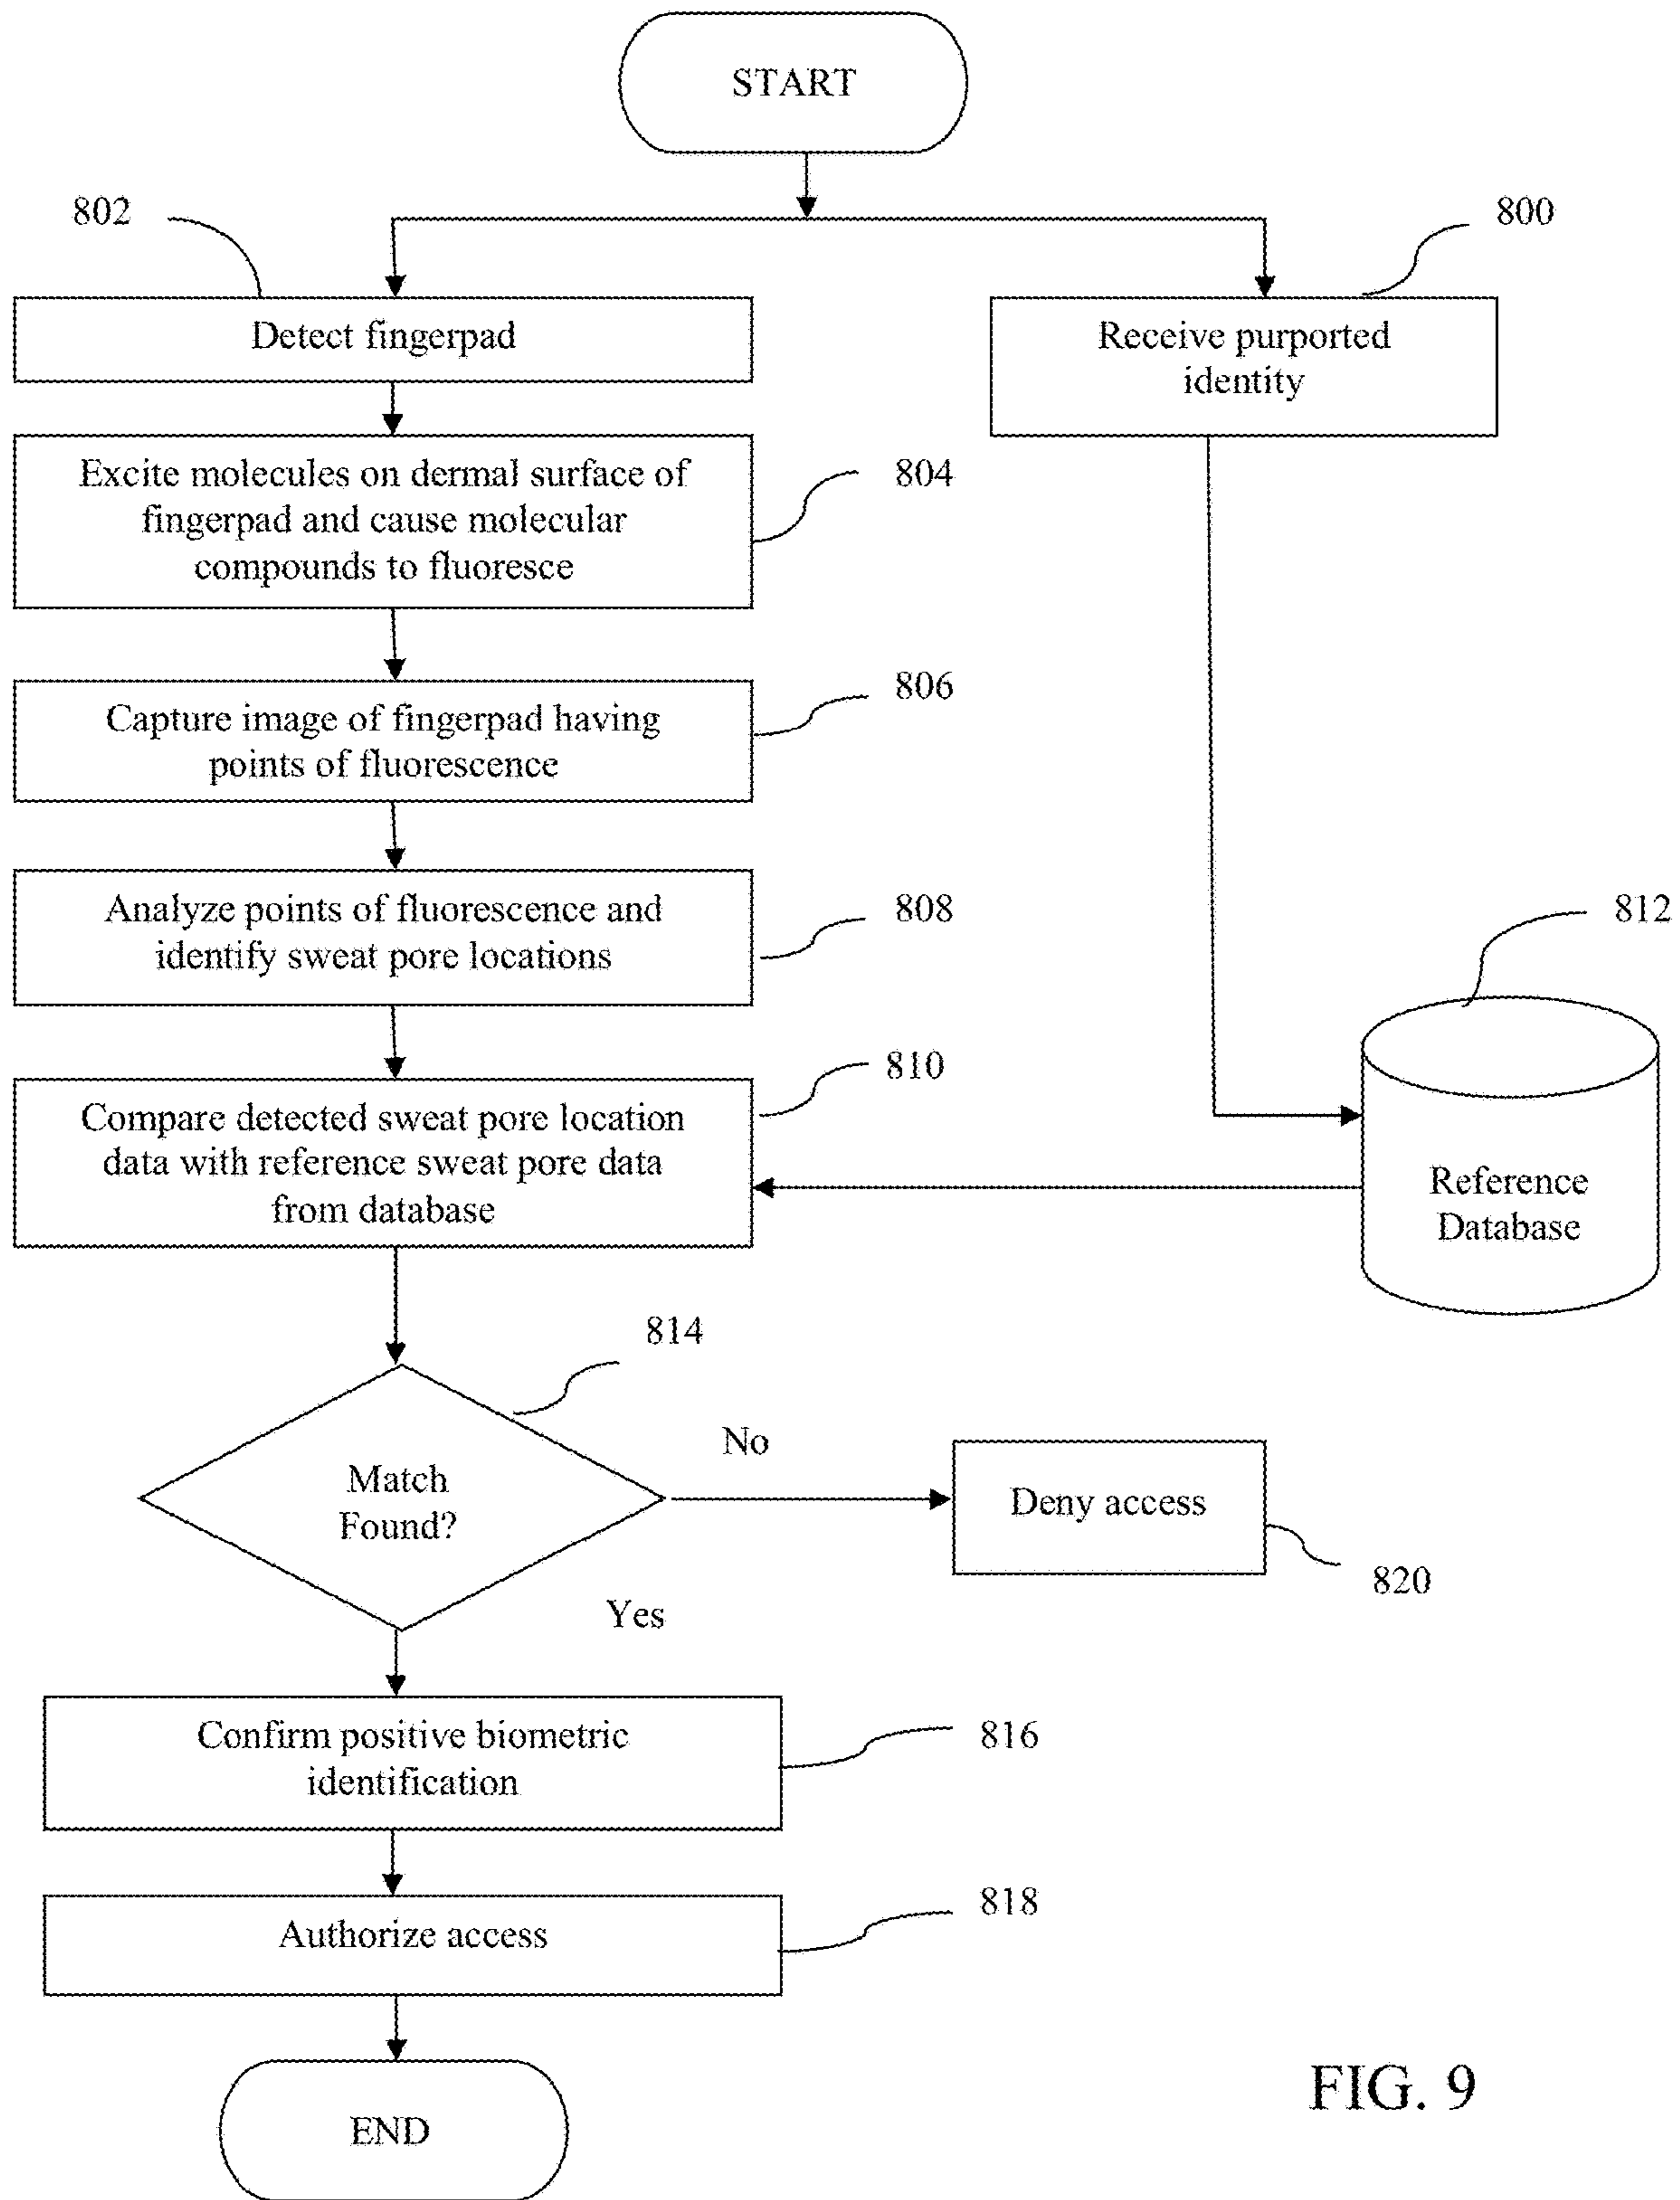 START
802
800
Detect fingerpad
Receive purported
identity
Excite molecules on dermal surface of
fingerpad and cause molecular
compounds to fluoresce
804
Capture image of fingerpad having
points of fluorescence
806
Analyze points of fluorescence and
identify sweat pore locations
808
812
Compare detected sweat pore location
data with reference sweat pore data
from database
810
Reference
Database
814
Match
Found?
No
Deny access
820
Yes
Confirm positive biometric
identification
816
Authorize access
818
END
FIG. 9